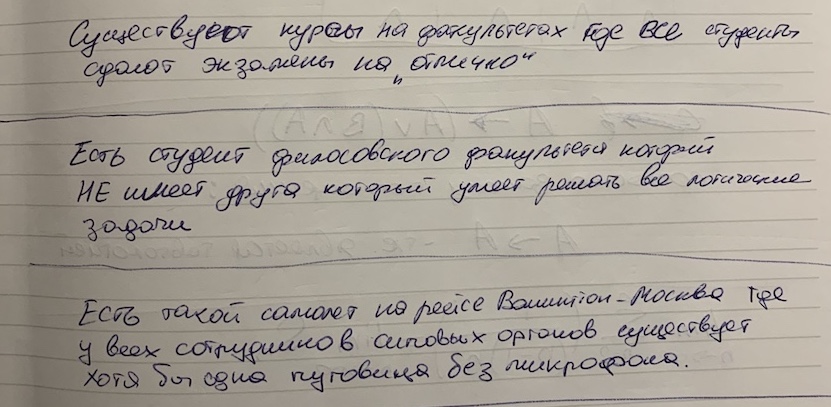 Существуют курсы на факультетах где все студенты
сдают экзамены на „отлично“
A → (A ∨ (B ∧ A))
Есть студент филосовского факультета который
НЕ имеет друга который умеет решать все логические
задачи
A → A
Есть такой самолет на рейсе Вашингтон-Москва где
у всех сотрудников силовых органов существует
хотя бы одна пуговица без микрофона.